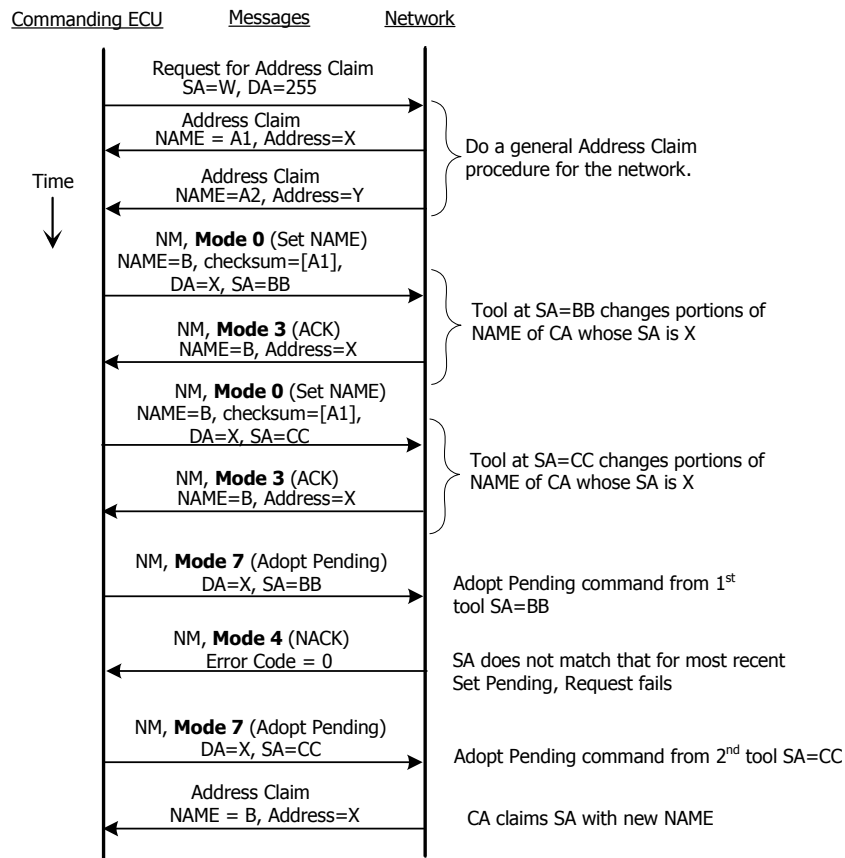 Commanding ECU
Messages
Network
Request for Address Claim
SA=W, DA=255
Address Claim
NAME = A1, Address=X
Do a general Address Claim
procedure for the network.
Time
Address Claim
NAME=A2, Address=Y
NM, Mode 0 (Set NAME)
NAME=B, checksum=[A1],
DA=X, SA=BB
Tool at SA=BB changes portions of
NAME of CA whose SA is X
NM, Mode 3 (ACK)
NAME=B, Address=X
NM, Mode 0 (Set NAME)
NAME=B, checksum=[A1],
DA=X, SA=CC
Tool at SA=CC changes portions of
NAME of CA whose SA is X
NM, Mode 3 (ACK)
NAME=B, Address=X
NM, Mode 7 (Adopt Pending)
DA=X, SA=BB
Adopt Pending command from 1st
tool SA=BB
NM, Mode 4 (NACK)
Error Code = 0
SA does not match that for most recent
Set Pending, Request fails
NM, Mode 7 (Adopt Pending)
DA=X, SA=CC
Adopt Pending command from 2nd tool SA=CC
Address Claim
NAME = B, Address=X
CA claims SA with new NAME